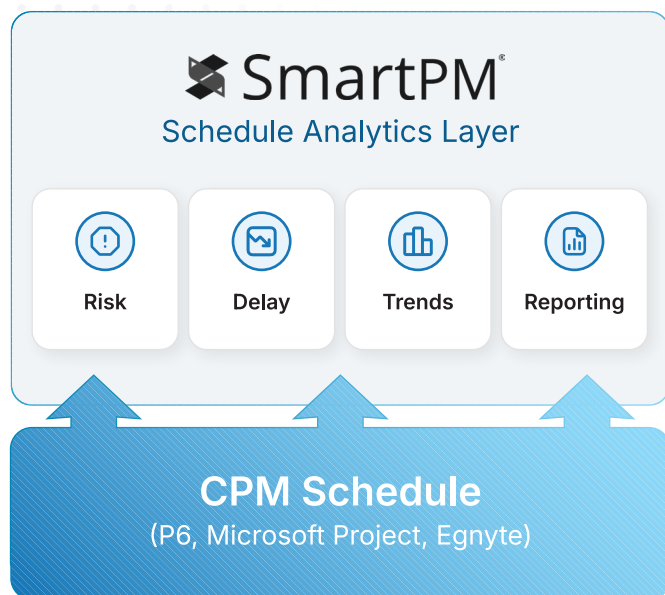 SmartPM®
Schedule Analytics Layer
Risk
Delay
Trends
Reporting
CPM Schedule
(P6, Microsoft Project, Egnyte)